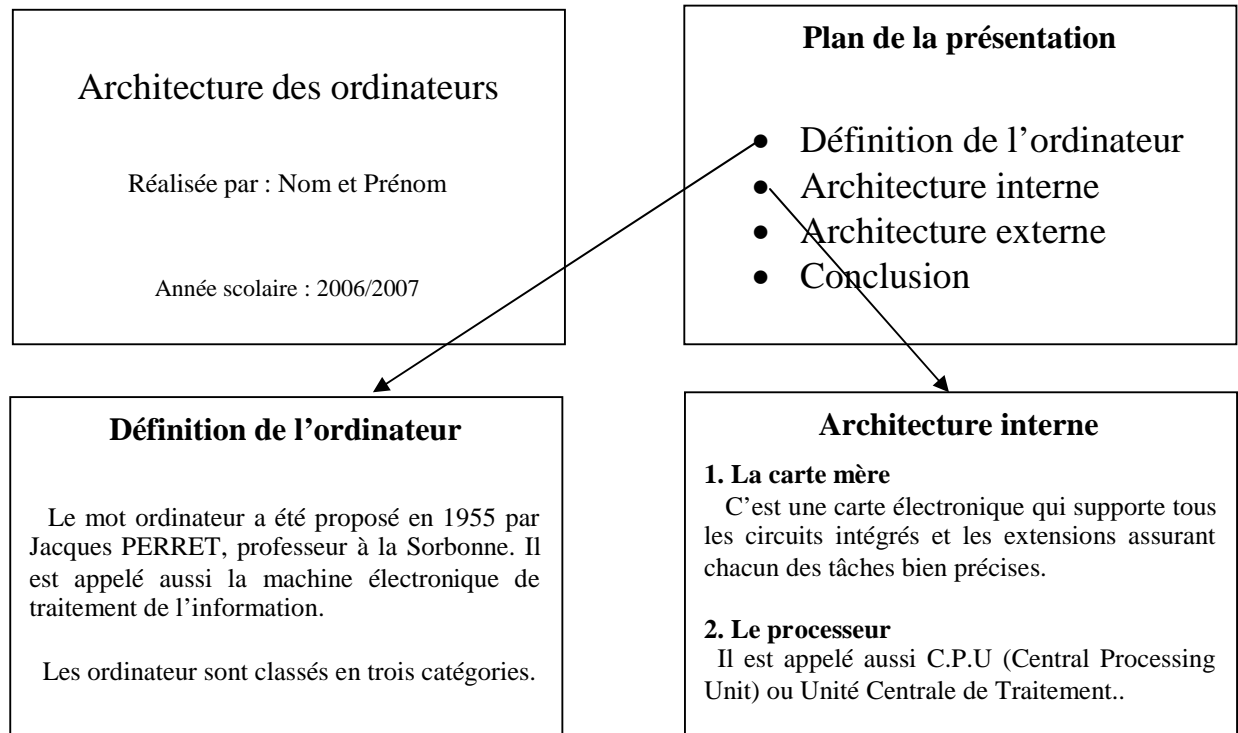 Architecture des ordinateurs
Réalisée par : Nom et Prénom
Année scolaire : 2006/2007
Plan de la présentation
• Définition de l’ordinateur
• Architecture interne
• Architecture externe
• Conclusion
Définition de l’ordinateur
Le mot ordinateur a été proposé en 1955 par
Jacques PERRET, professeur à la Sorbonne. Il
est appelé aussi la machine électronique de
traitement de l’information.
Les ordinateur sont classés en trois catégories.
Architecture interne
1. La carte mère
C’est une carte électronique qui supporte tous
les circuits intégrés et les extensions assurant
chacun des tâches bien précises.
2. Le processeur
Il est appelé aussi C.P.U (Central Processing
Unit) ou Unité Centrale de Traitement..